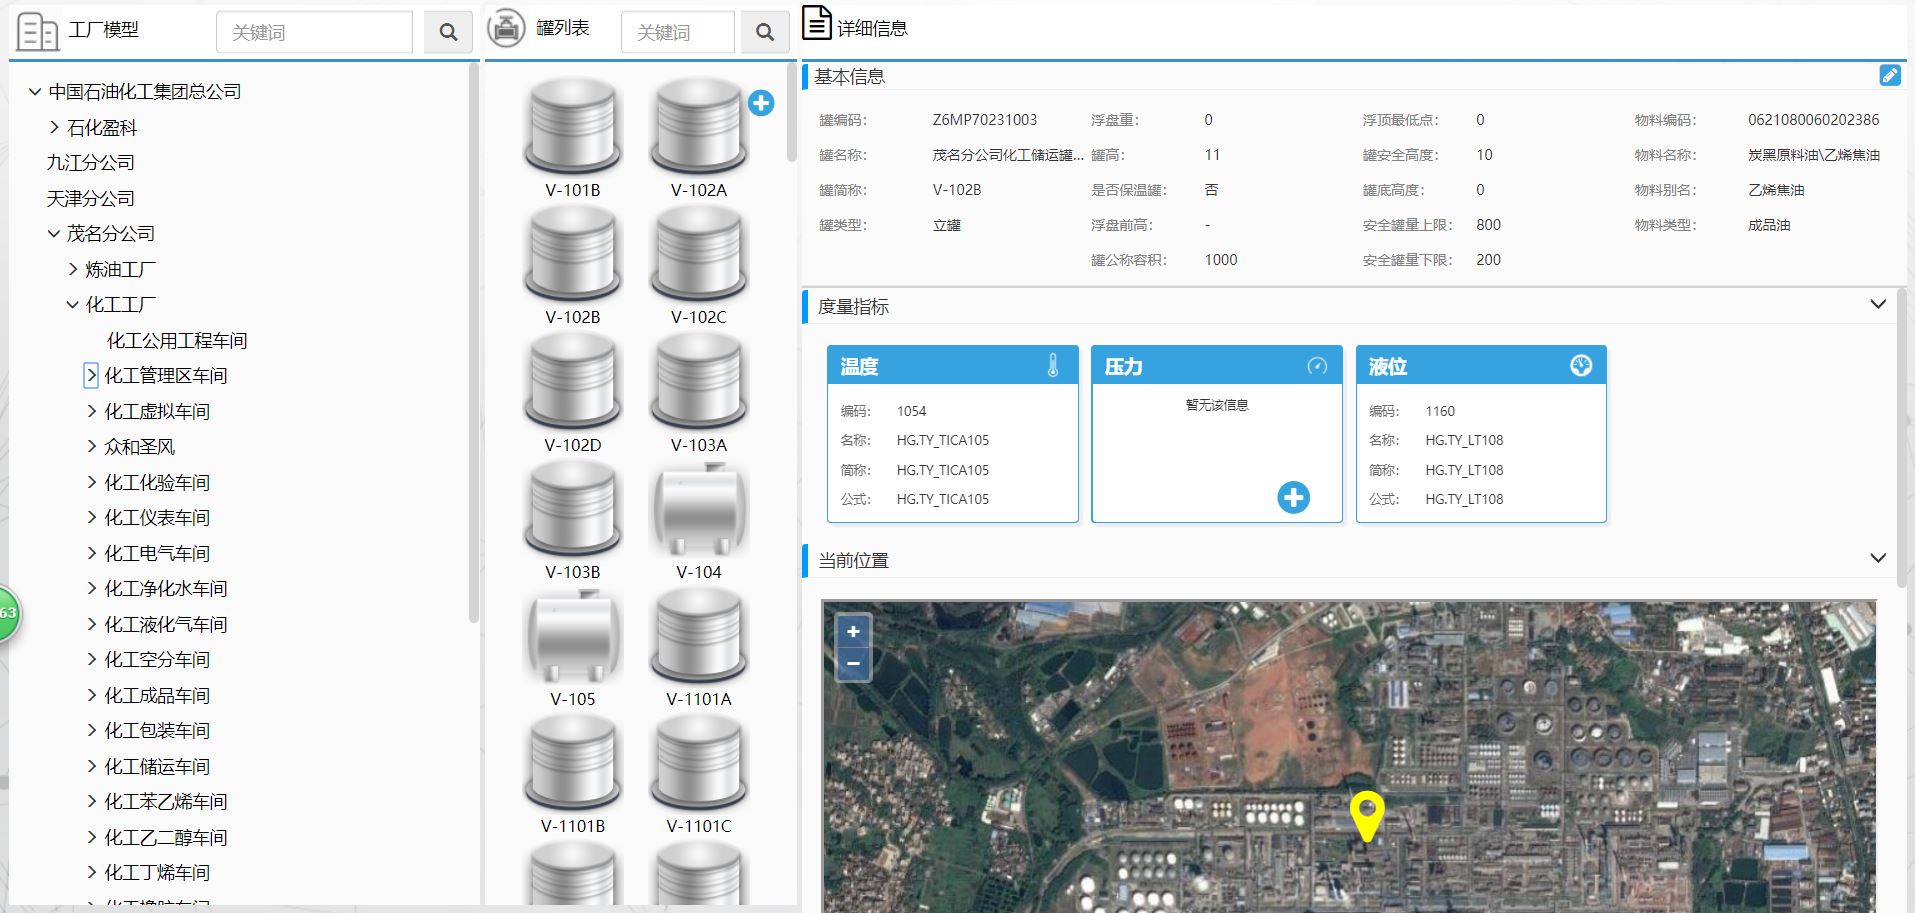 工厂模型
关键词
中国石油化工集团总公司
石化盈科
九江分公司
天津分公司
茂名分公司
炼油工厂
化工工厂
化工公用工程车间
化工管理区车间
化工虚拟车间
众和圣风
化工化验车间
化工仪表车间
化工电气车间
化工净化水车间
化工液化气车间
化工空分车间
化工成品车间
化工包装车间
化工储运车间
化工苯乙烯车间
化工乙二醇车间
化工丁烯车间
63
罐列表
关键词
V-101B V-102A
V-102B V-102C
V-102D V-103A
V-103B V-104
V-105 V-1101A
V-1101B V-1101C
详细信息
基本信息
罐编码: Z6MP70231003 浮盘重: 0 浮顶最低点: 0 物料编码: 0621080060202386
罐名称: 茂名分公司化工储运罐... 罐高: 11 罐安全高度: 10 物料名称: 炭黑原料油\乙烯焦油
罐简称: V-102B 是否保温罐: 否 罐底高度: 0 物料别名: 乙烯焦油
罐类型: 立罐 浮盘前高: - 安全罐量上限: 800 物料类型: 成品油
罐公称容积: 1000 安全罐量下限: 200
度量指标
温度
编码: 1054
名称: HG.TY_TICA105
简称: HG.TY_TICA105
公式: HG.TY_TICA105
压力
暂无该信息
液位
编码: 1160
名称: HG.TY_LT108
简称: HG.TY_LT108
公式: HG.TY_LT108
当前位置
+
−